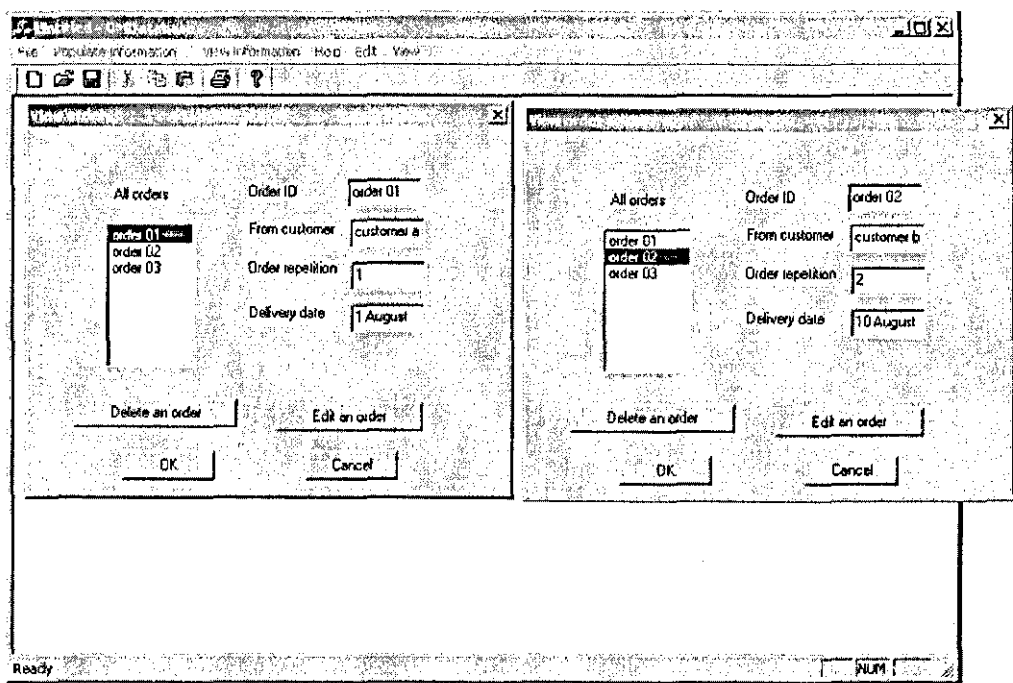 File Populate Information View Information Help Edit View
All orders
order 01
order 02
order 03
Order ID
order 01
From customer
customer a
Order repetition
1
Delivery date
1 August
Delete an order
Edit an order
OK
Cancel
All orders
order 01
order 02
order 03
Order ID
order 02
From customer
customer b
Order repetition
2
Delivery date
10 August
Delete an order
Edit an order
OK
Cancel
Ready
NUM